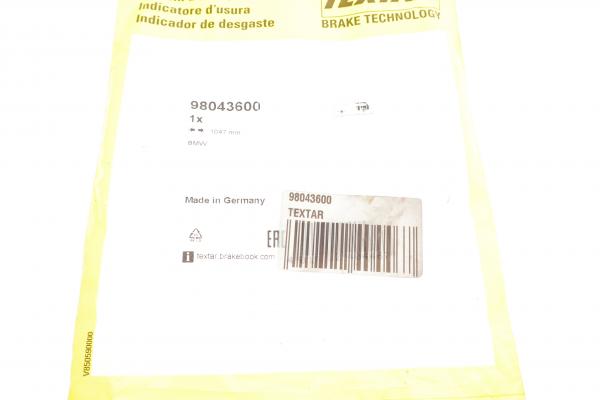 Indicatore d'usura
Indicador de desgaste
BRAKE TECHNOLOGY
98043600
1x
1047 mm
BMW
Made in Germany
98043600
TEXTAR
textar.brakebook.com
V850590000